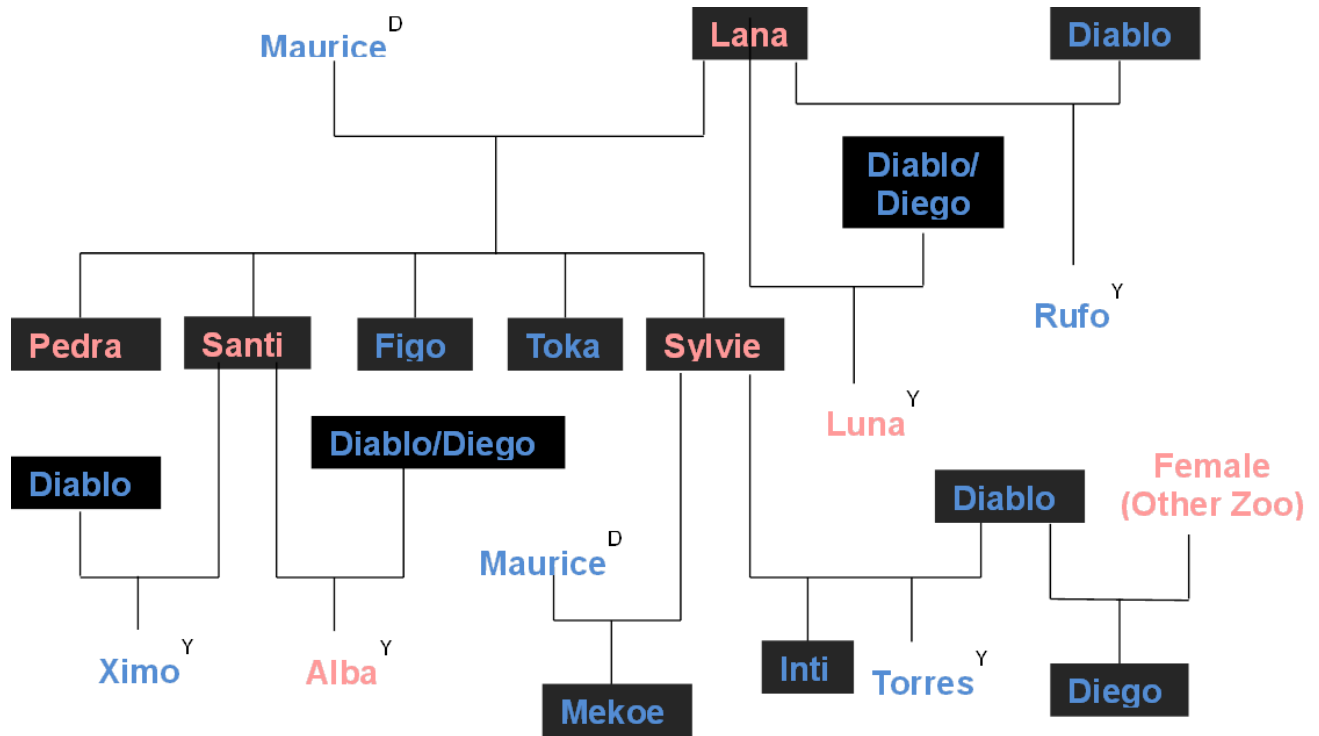 Maurice D
Lana
Diablo
Diablo/
Diego
Rufo Y
Pedra
Santi
Figo
Toka
Sylvie
Luna Y
Diablo/Diego
Diablo
Diablo
Female
(Other Zoo)
Maurice D
Ximo Y
Alba Y
Mekoe
Inti
Torres Y
Diego